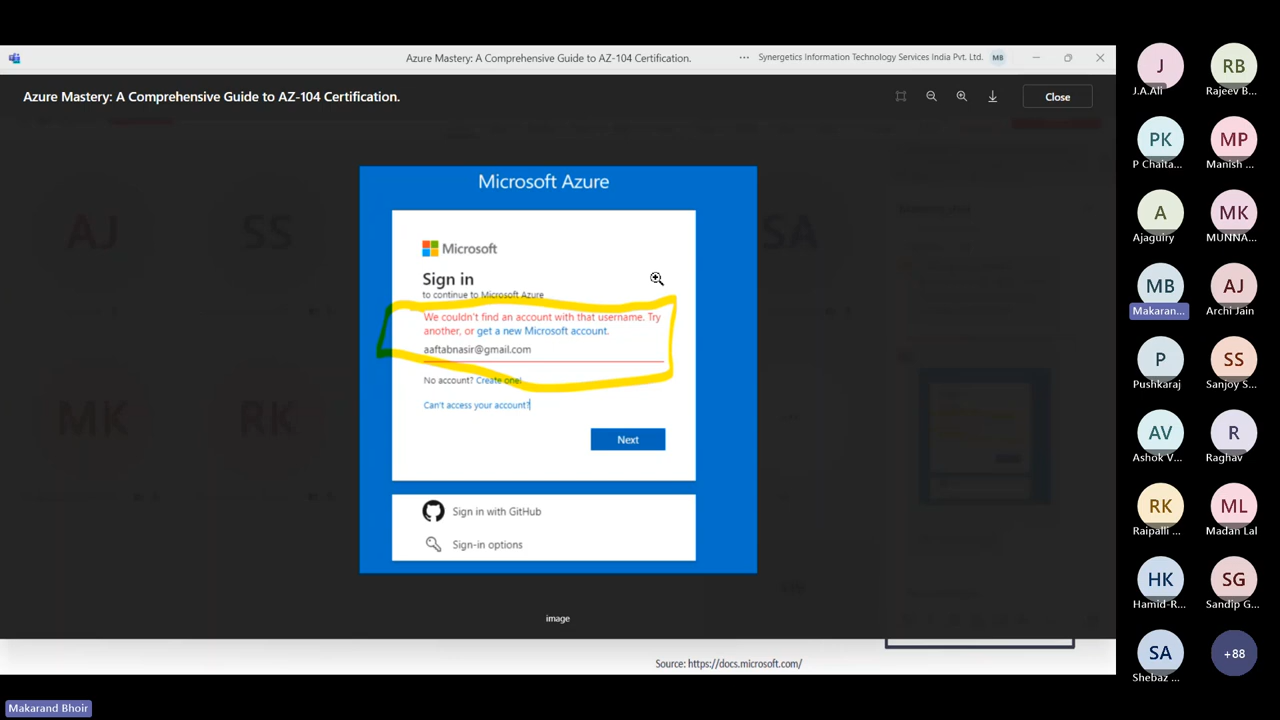 Azure Mastery: A Comprehensive Guide to AZ-104 Certification.
Synergetics Information Technology Services India Pvt. Ltd.
MB
Azure Mastery: A Comprehensive Guide to AZ-104 Certification.
Close
Microsoft Azure
Microsoft
Sign in
to continue to Microsoft Azure
We couldn't find an account with that username. Try
another, or get a new Microsoft account.
aaftabnasir@gmail.com
No account? Create one!
Can't access your account?
Next
Sign in with GitHub
Sign-in options
image
AJ
SS
SA
MK
RK
Source: https://docs.microsoft.com/
Makarand Bhoir
J
J.A.Ali
RB
Rajeev B...
PK
P Chaita...
MP
Manish ...
A
Ajaguiry
MK
MUNNA...
MB
Makaran...
AJ
Archi Jain
P
Pushkaraj
SS
Sanjoy S...
AV
Ashok V...
R
Raghav
RK
Raipalli ...
ML
Madan Lal
HK
Hamid-R...
SG
Sandip G...
SA
Shebaz ...
+88